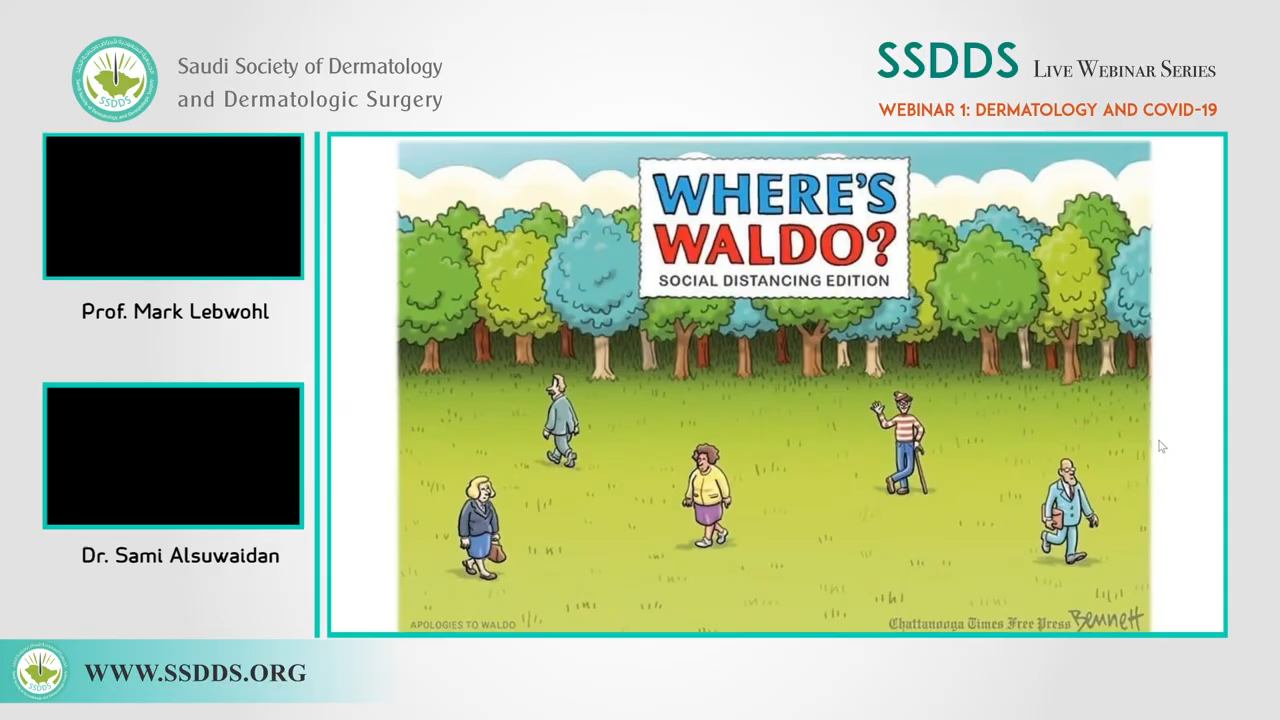 Saudi Society of Dermatology
and Dermatologic Surgery
SSDDS
SSDDS Live Webinar Series
WEBINAR 1: DERMATOLOGY AND COVID-19
Prof. Mark Lebwohl
Dr. Sami Alsuwaidan
WHERE'S
WALDO?
SOCIAL DISTANCING EDITION
APOLOGIES TO WALDO
Chattanooga Times Free Press Bennett
SSDDS
WWW.SSDDS.ORG